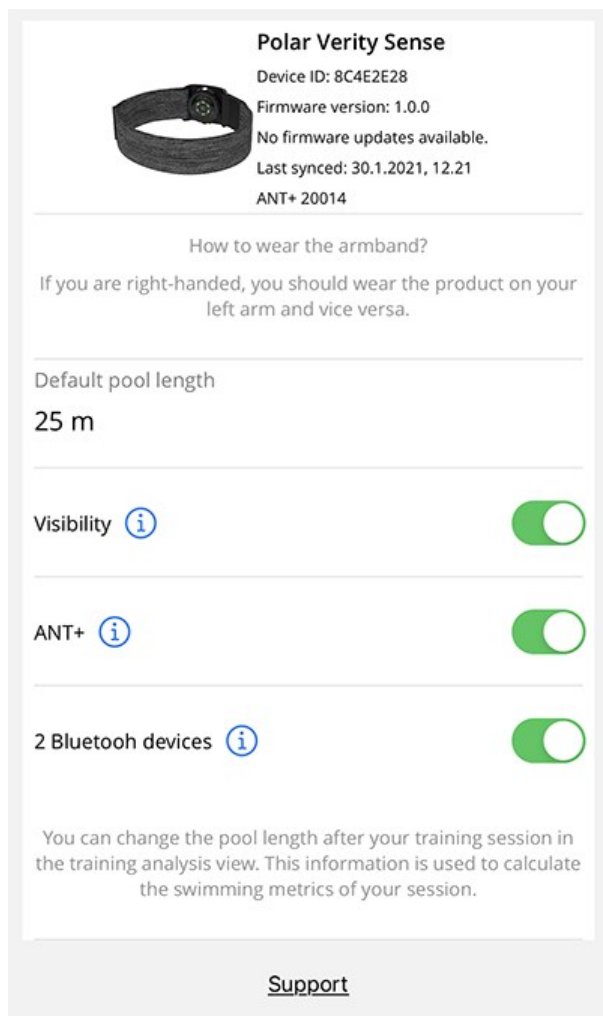 Polar Verity Sense
Device ID: 8C4E2E28
Firmware version: 1.0.0
No firmware updates available.
Last synced: 30.1.2021, 12.21
ANT+ 20014
How to wear the armband?
If you are right-handed, you should wear the product on your
left arm and vice versa.
Default pool length
25 m
Visibility
ANT+
2 Bluetooh devices
You can change the pool length after your training session in
the training analysis view. This information is used to calculate
the swimming metrics of your session.
Support